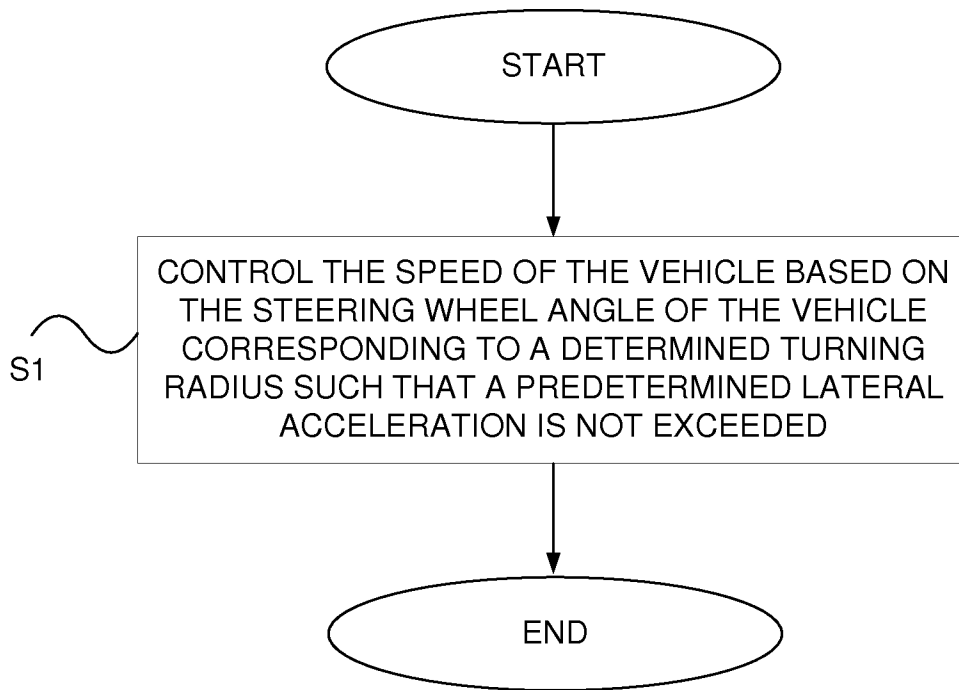 START
CONTROL THE SPEED OF THE VEHICLE BASED ON
THE STEERING WHEEL ANGLE OF THE VEHICLE
CORRESPONDING TO A DETERMINED TURNING
RADIUS SUCH THAT A PREDETERMINED LATERAL
ACCELERATION IS NOT EXCEEDED
S1
END